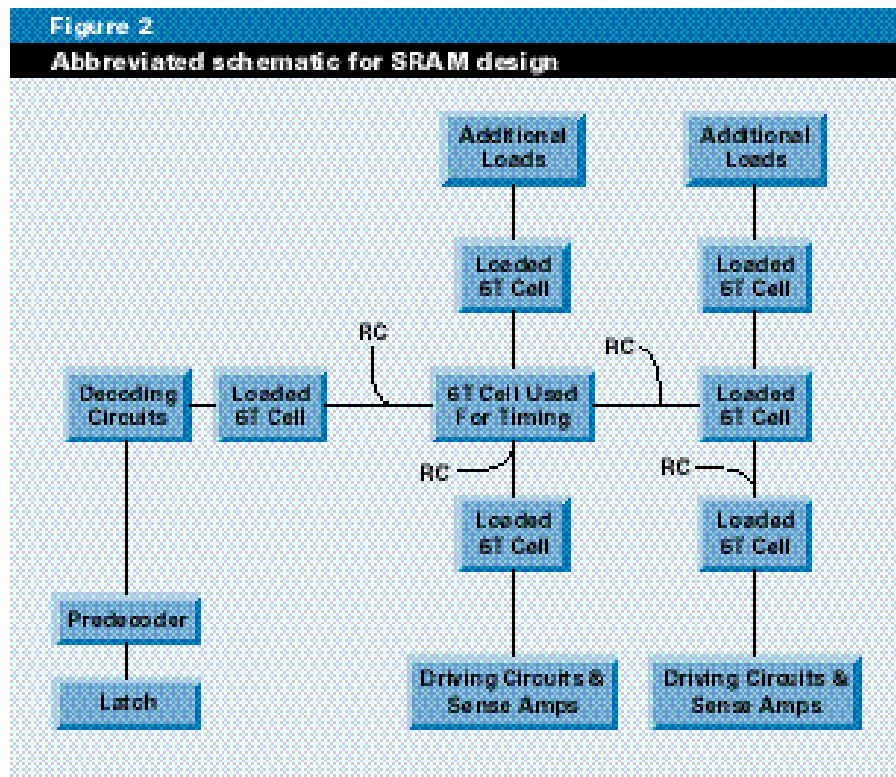 Figure 2
Abbreviated schematic for SRAM design
Additional
Loads
Additional
Loads
Loaded
6T Cell
Loaded
6T Cell
RC
RC
Decoding
Circuits
Loaded
6T Cell
6T Cell Used
For Timing
Loaded
6T Cell
RC
RC
Loaded
6T Cell
Loaded
6T Cell
Predecoder
Latch
Driving Circuits &
Sense Amps
Driving Circuits &
Sense Amps